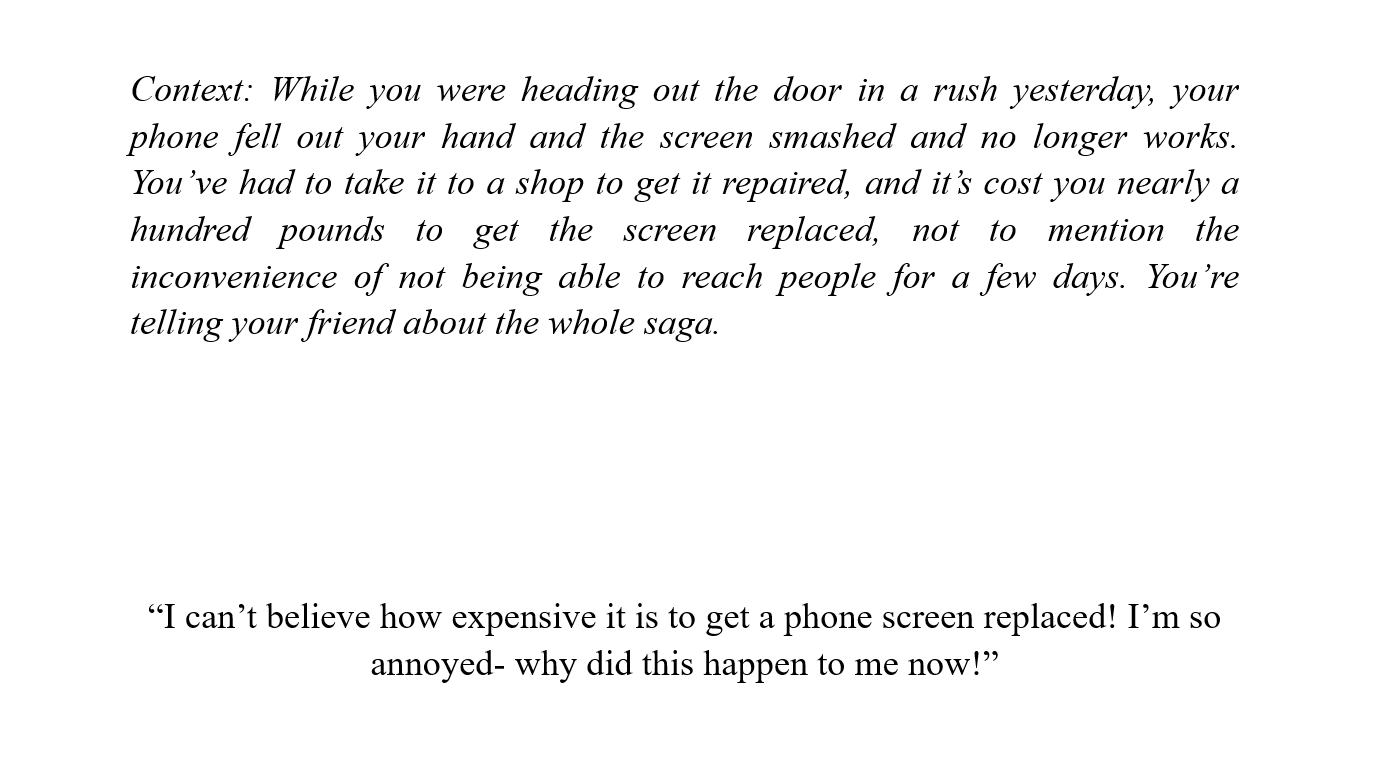 Context: While you were heading out the door in a rush yesterday, your
phone fell out your hand and the screen smashed and no longer works.
You’ve had to take it to a shop to get it repaired, and it’s cost you nearly a
hundred pounds to get the screen replaced, not to mention the
inconvenience of not being able to reach people for a few days. You’re
telling your friend about the whole saga.
“I can’t believe how expensive it is to get a phone screen replaced! I’m so
annoyed- why did this happen to me now!”